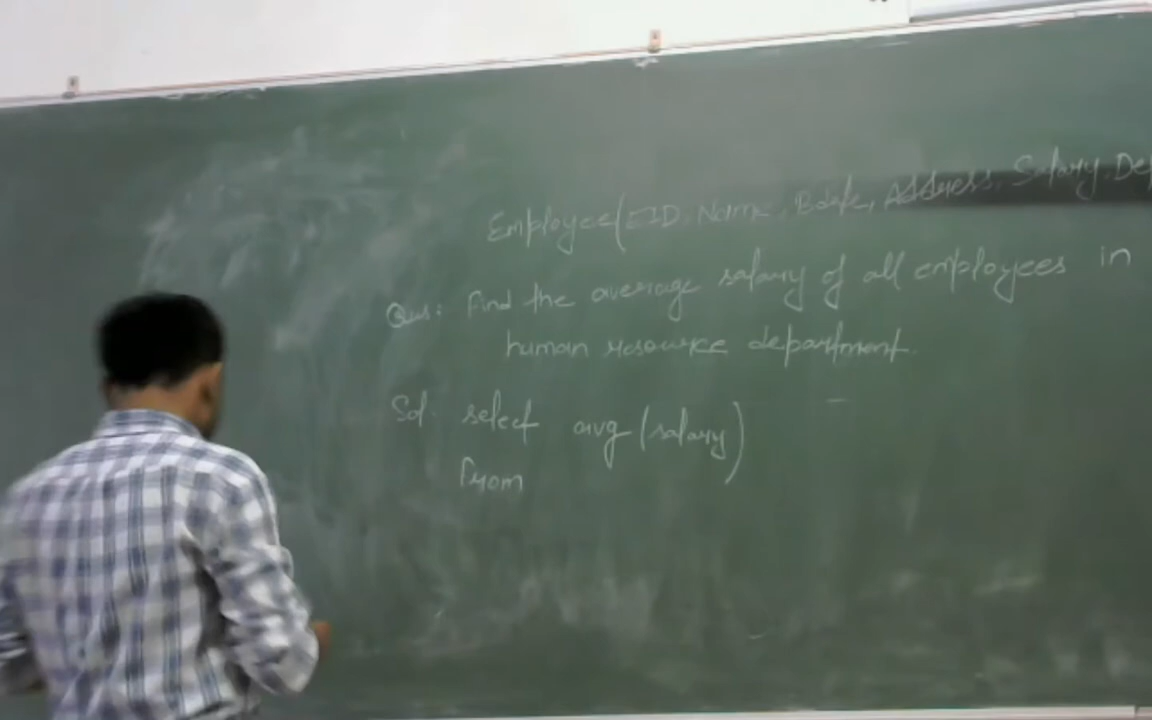 Employee(EID, Name, Bdate, Address, Salary, Dep
Ques: Find the average salary of all employees in
human resource department.
Sol. select avg (salary)
From